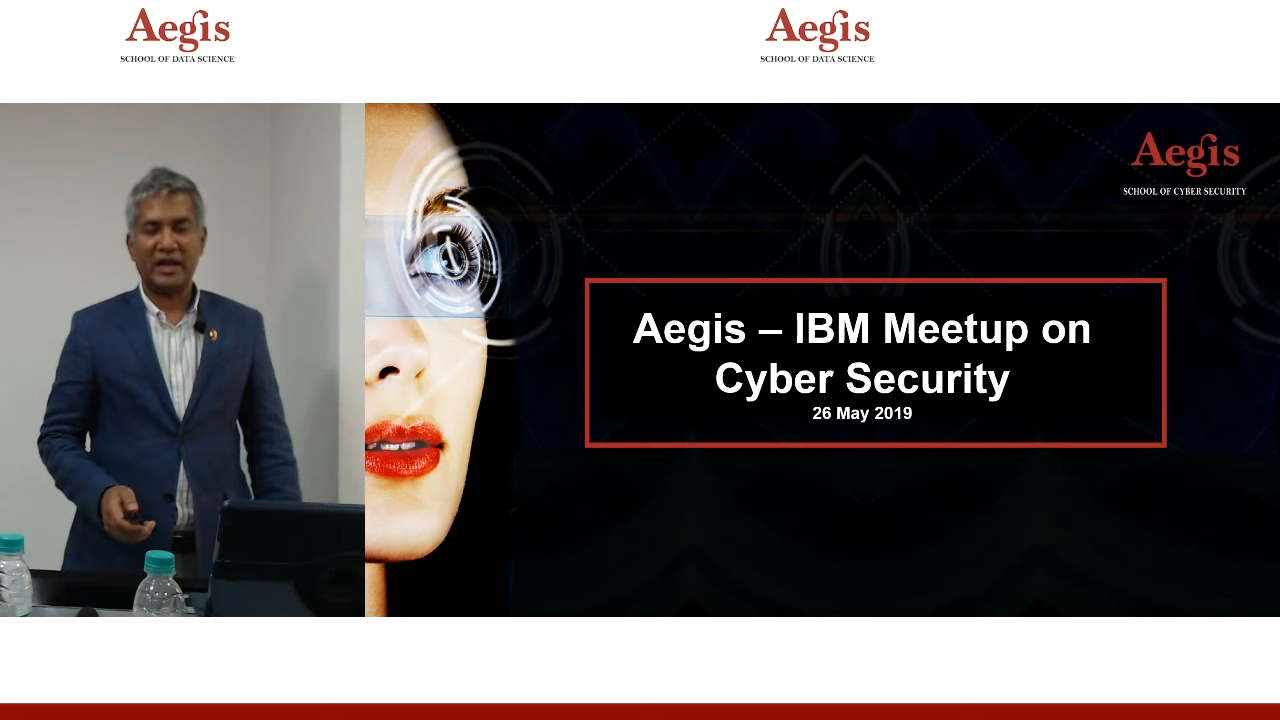 Aegis
SCHOOL OF DATA SCIENCE
Aegis
SCHOOL OF DATA SCIENCE
Aegis
SCHOOL OF CYBER SECURITY
Aegis – IBM Meetup on
Cyber Security
26 May 2019